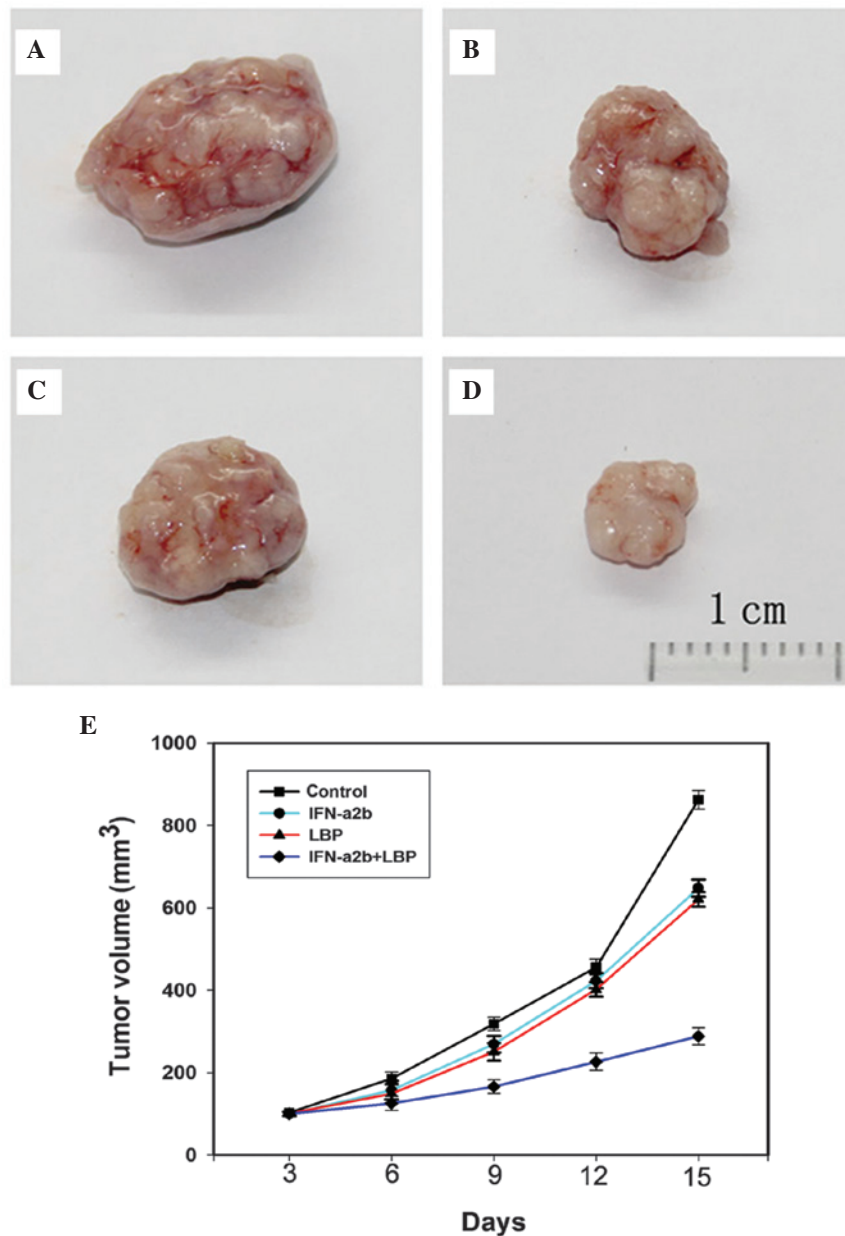 A
B
C
D
1 cm
E
1000
800
600
400
200
0
Tumor volume (mm³)
Control
IFN-a2b
LBP
IFN-a2b+LBP
3 6 9 12 15
Days